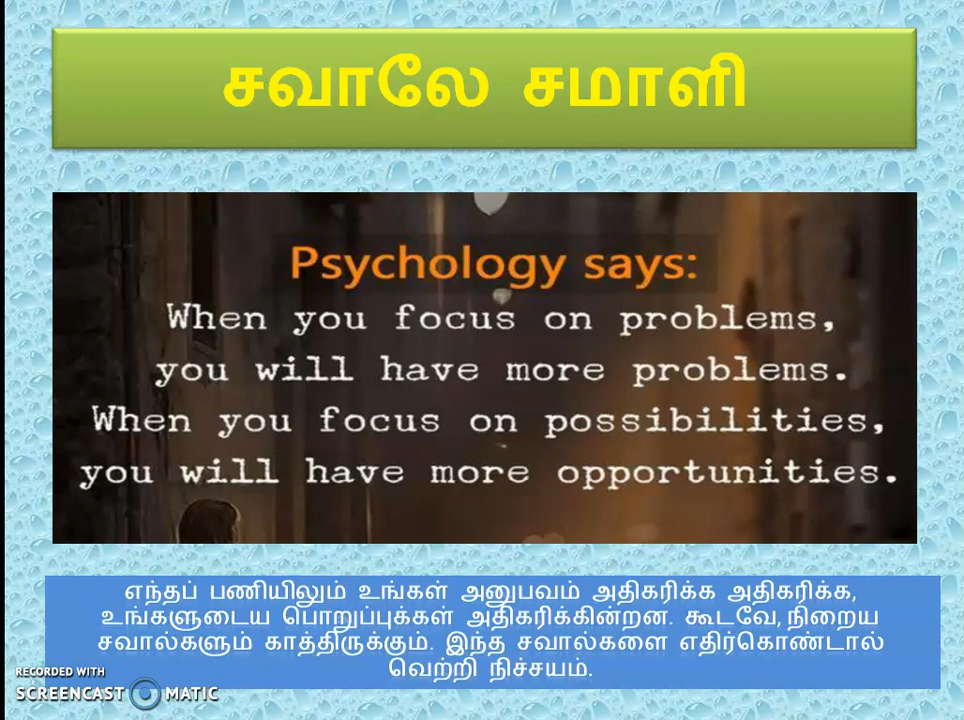 சவாலே சமாளி
Psychology says:
When you focus on problems,
you will have more problems.
When you focus on possibilities,
you will have more opportunities.
எந்தப் பணியிலும் உங்கள் அனுபவம் அதிகரிக்க அதிகரிக்க,
உங்களுடைய பொறுப்புக்கள் அதிகரிக்கின்றன. கூடவே, நிறைய
சவால்களும் காத்திருக்கும். இந்த சவால்களை எதிர்கொண்டால்
வெற்றி நிச்சயம்.
RECORDED WITH
SCREENCAST MATIC